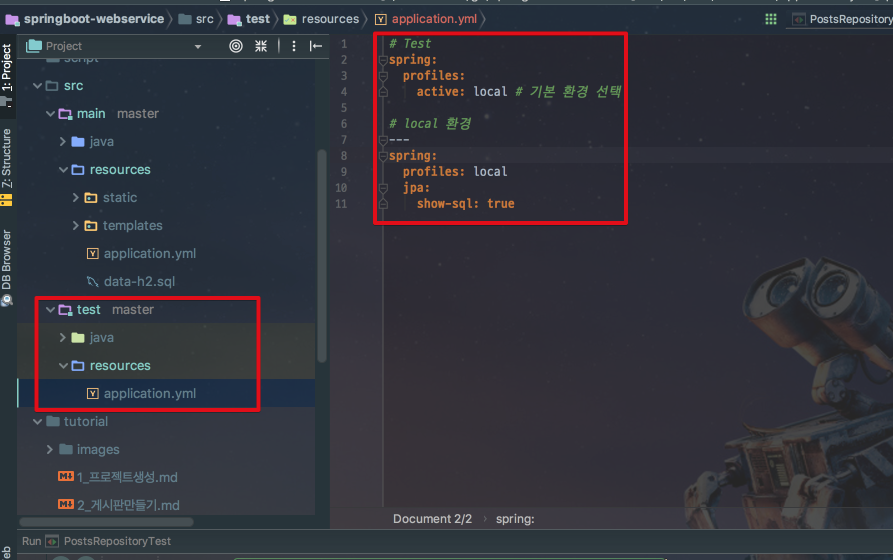 springboot-webservice
src
test
resources
application.yml
PostsRepository
1: Project
Z: Structure
DB Browser
Project
script
src
main master
java
resources
static
templates
application.yml
data-h2.sql
test master
java
resources
application.yml
tutorial
images
1_프로젝트생성.md
2_게시판만들기.md
1 # Test
2 spring:
3 profiles:
4 active: local # 기본 환경 선택
5
6 # local 환경
7 ---
8 spring:
9 profiles: local
10 jpa:
11 show-sql: true
Document 2/2 › spring:
Run PostsRepositoryTest